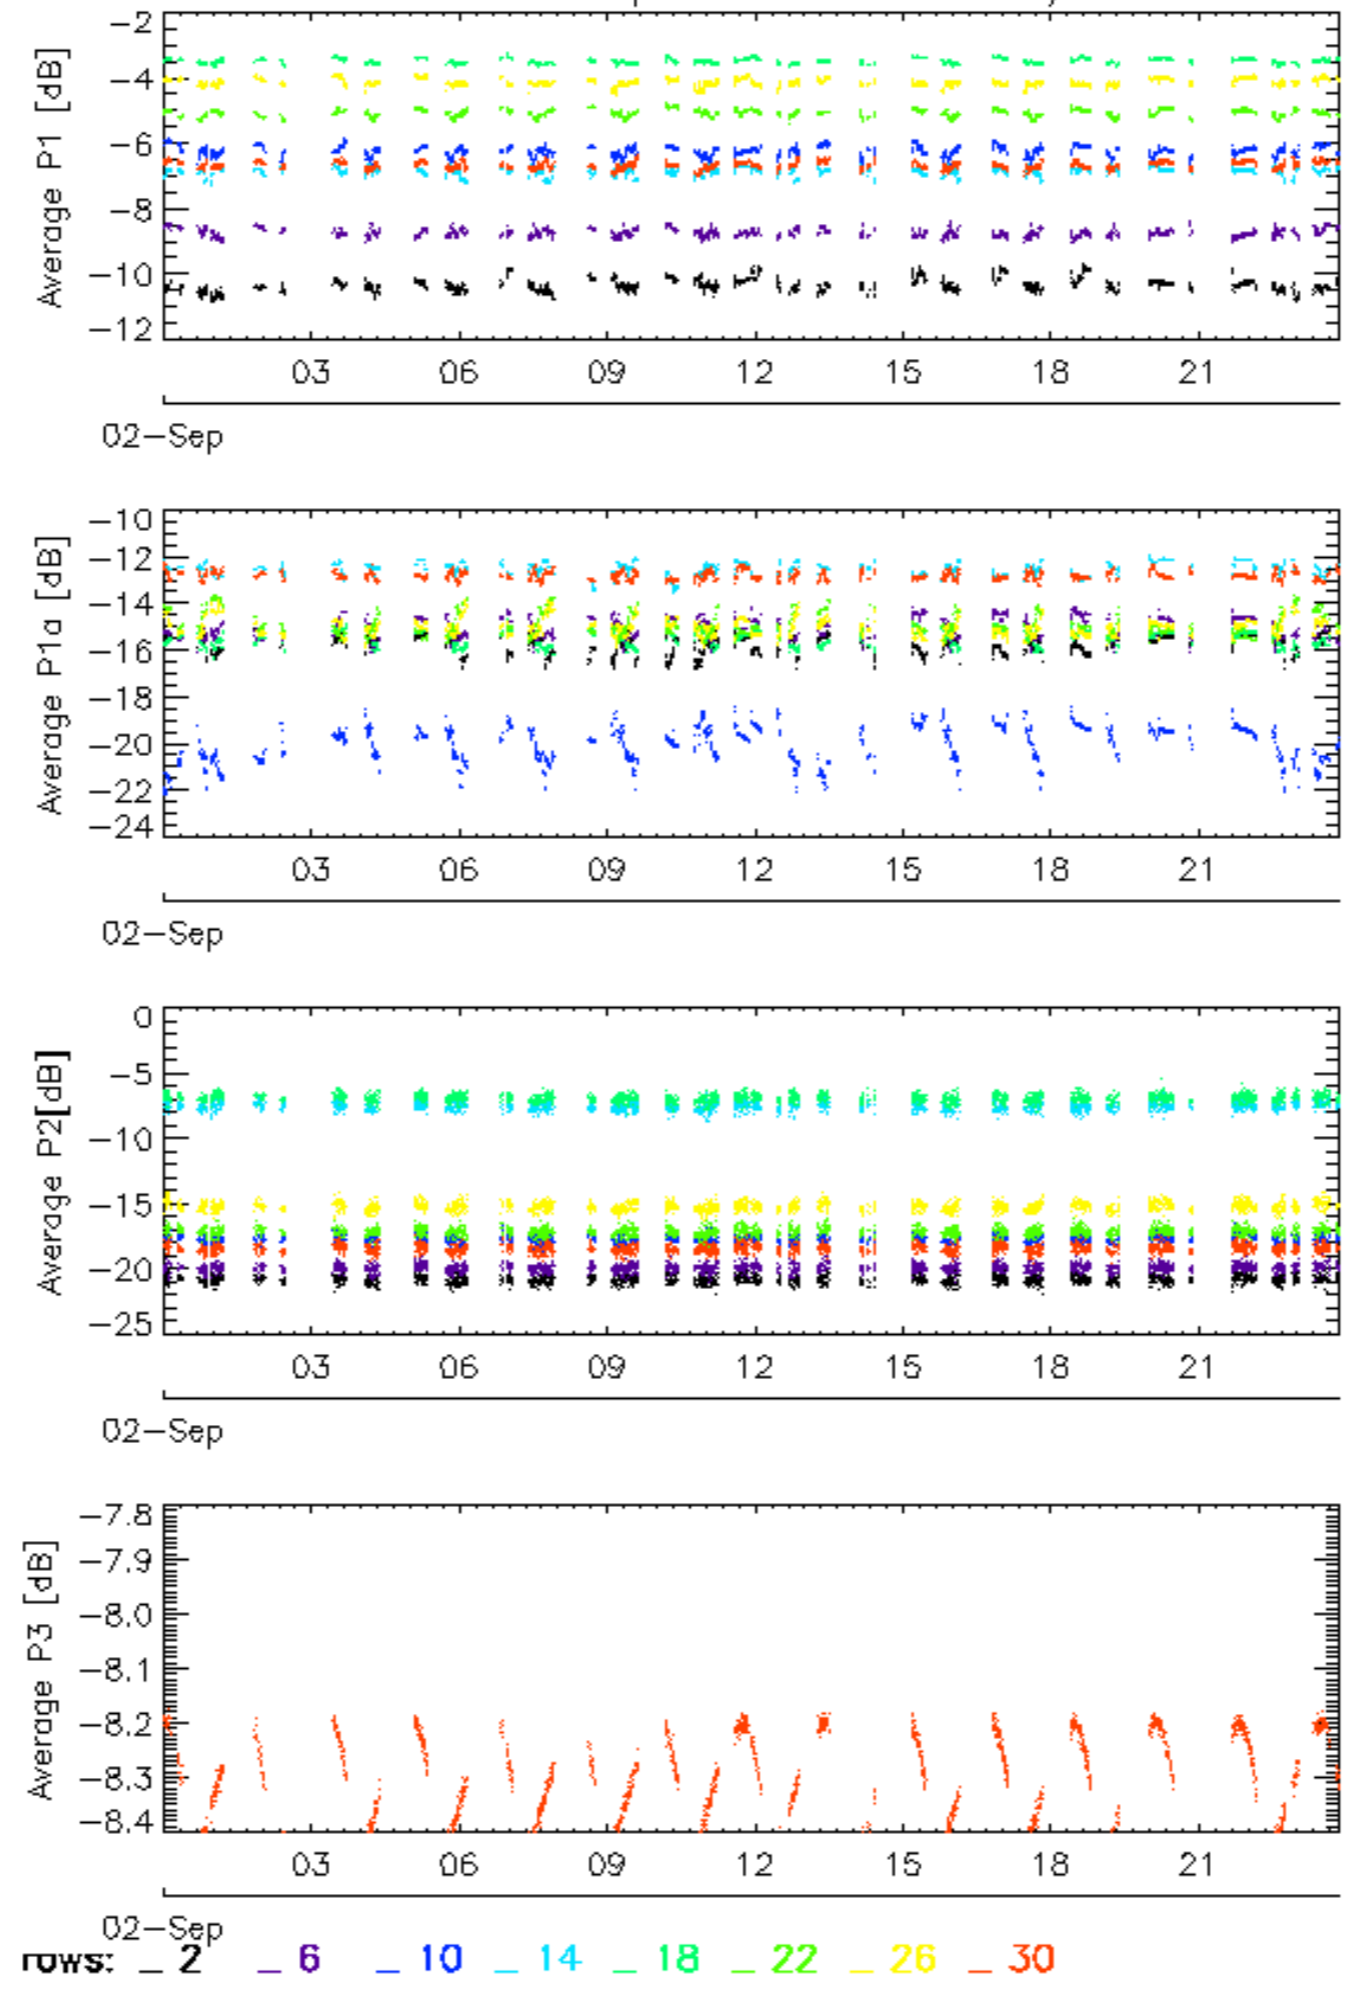 -2
-4
-6
-8
-10
-12
Average P1 [dB]
03 06 09 12 15 18 21
02-Sep
-10
-12
-14
-16
-18
-20
-22
-24
Average P1a [dB]
03 06 09 12 15 18 21
02-Sep
0
-5
-10
-15
-20
-25
Average P2[dB]
03 06 09 12 15 18 21
02-Sep
-7.8
-7.9
-8.0
-8.1
-8.2
-8.3
-8.4
Average P3 [dB]
03 06 09 12 15 18 21
02-Sep
rows: _ 2 _ 6 _ 10 _ 14 _ 18 _ 22 _ 26 _ 30